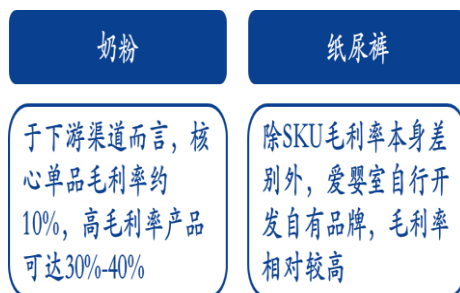 奶粉
纸尿裤
于下游渠道而言，核
心单品毛利率约
10%，高毛利率产品
可达30%-40%
除SKU毛利率本身差
别外，爱婴室自行开
发自有品牌，毛利率
相对较高